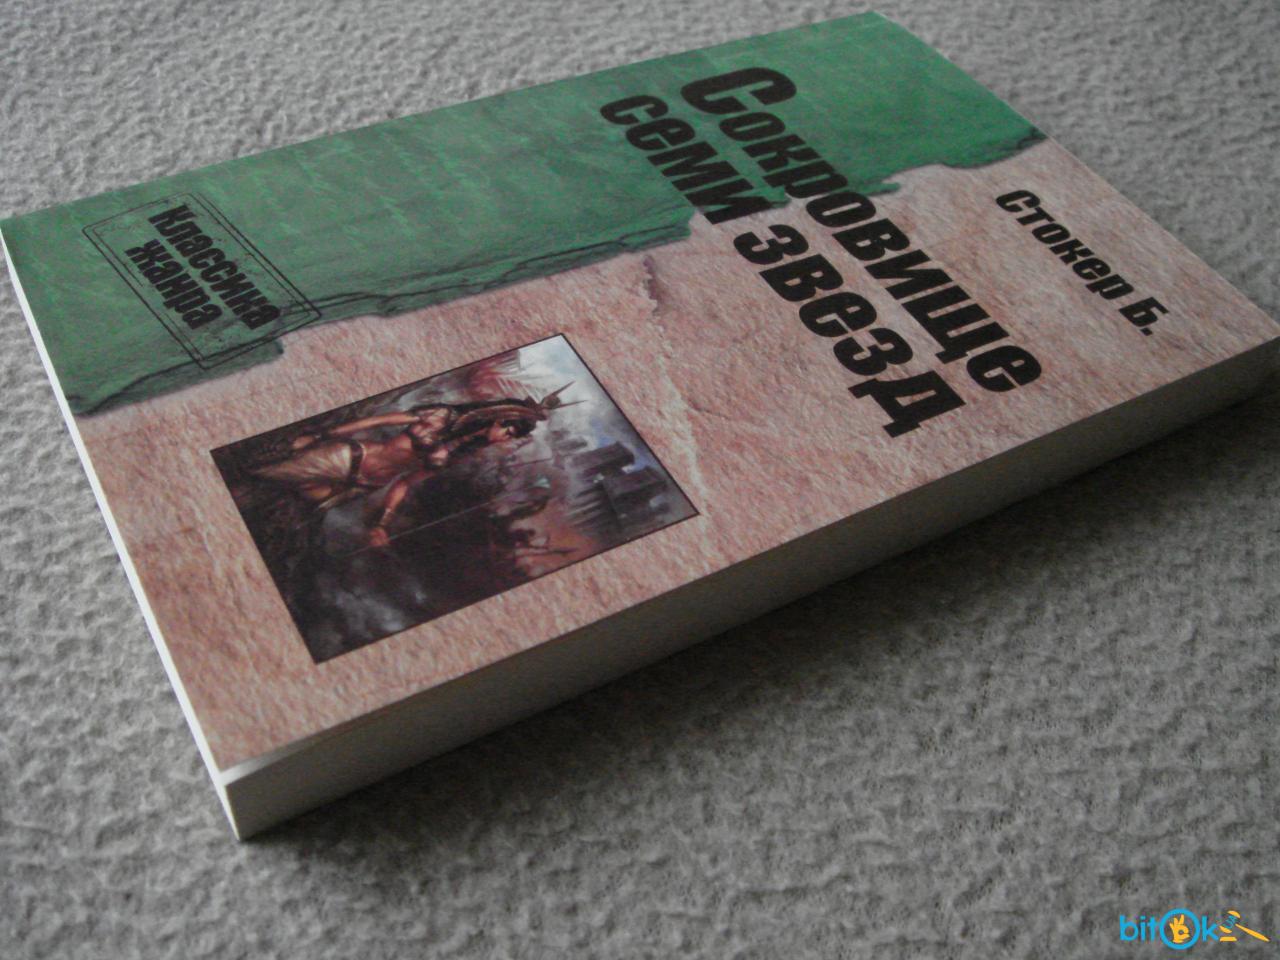 Стокер Б.
Сокровище
семи звезд
Классика
жанра
bitOk